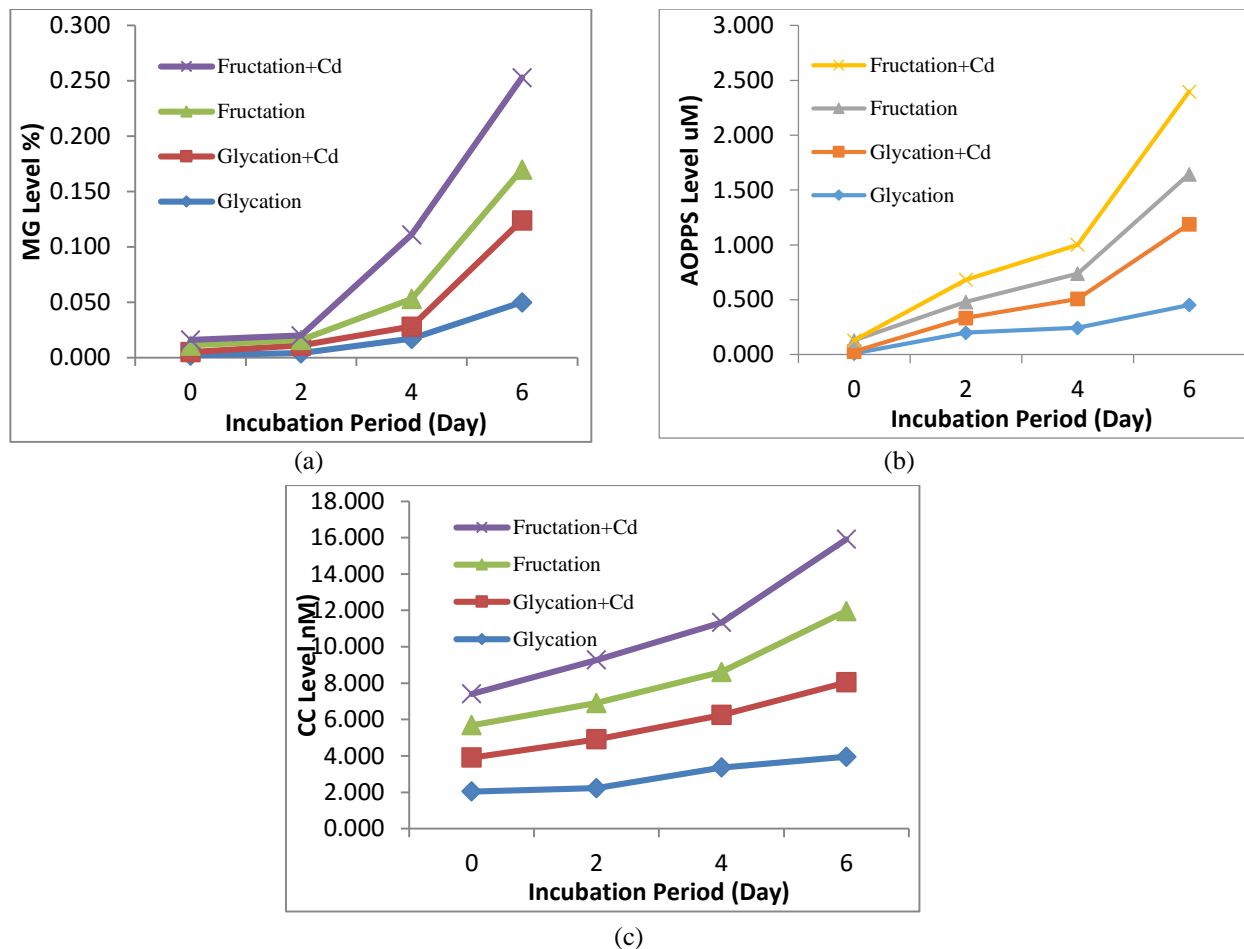 0.300
0.250
0.200
0.150
0.100
0.050
0.000
MG Level %)
Fructation+Cd
Fructation
Glycation+Cd
Glycation
0 2 4 6
Incubation Period (Day)
(a)
3.000
2.500
2.000
1.500
1.000
0.500
0.000
AOPPS Level uM)
Fructation+Cd
Fructation
Glycation+Cd
Glycation
0 2 4 6
Incubation Period (Day)
(b)
18.000
16.000
14.000
12.000
10.000
8.000
6.000
4.000
2.000
0.000
CC Level nM)
Fructation+Cd
Fructation
Glycation+Cd
Glycation
0 2 4 6
Incubation Period (Day)
(c)